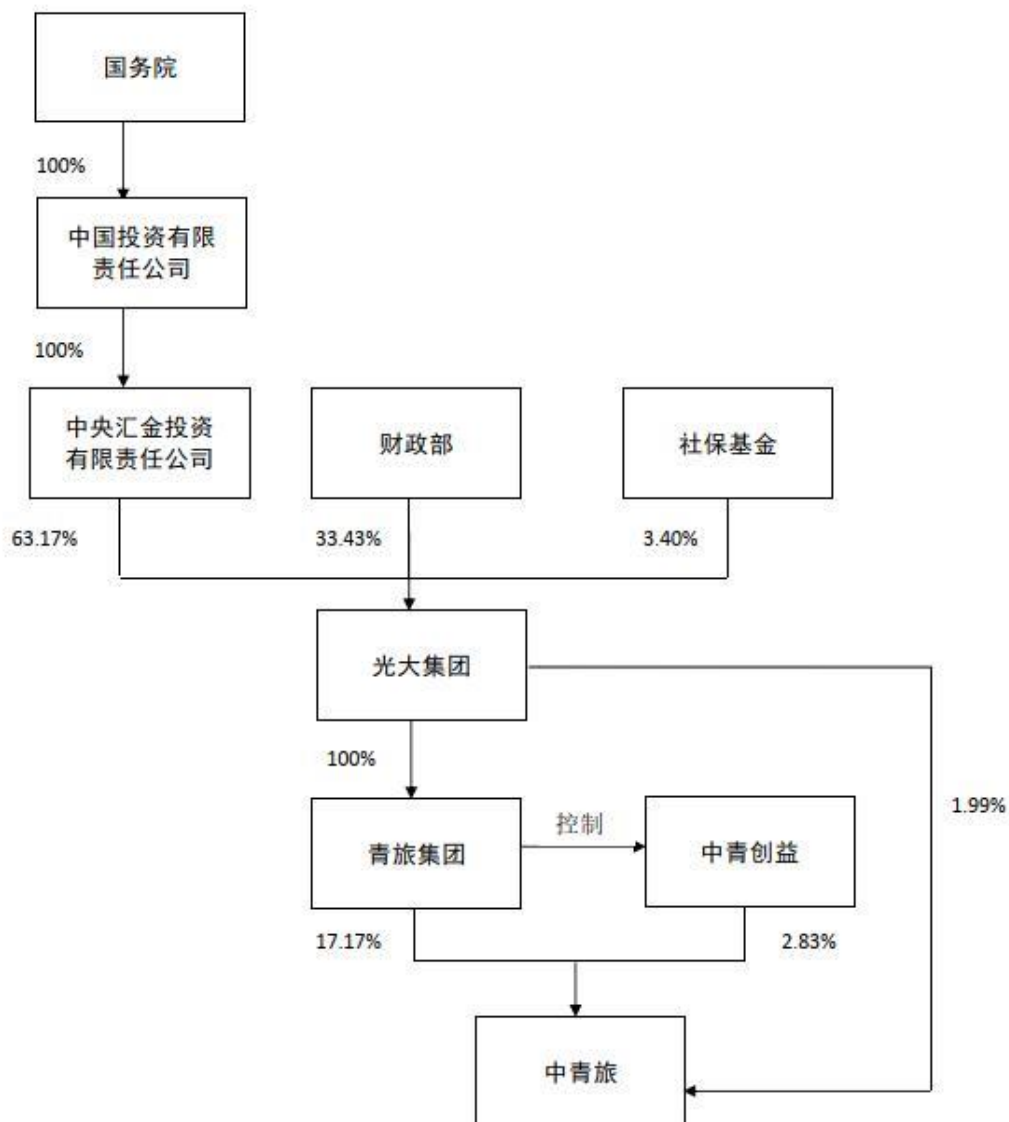 国务院
100%
中国投资有限
责任公司
100%
中央汇金投资
有限责任公司
财政部
社保基金
63.17%
33.43%
3.40%
光大集团
100%
1.99%
青旅集团
控制
中青创益
17.17%
2.83%
中青旅